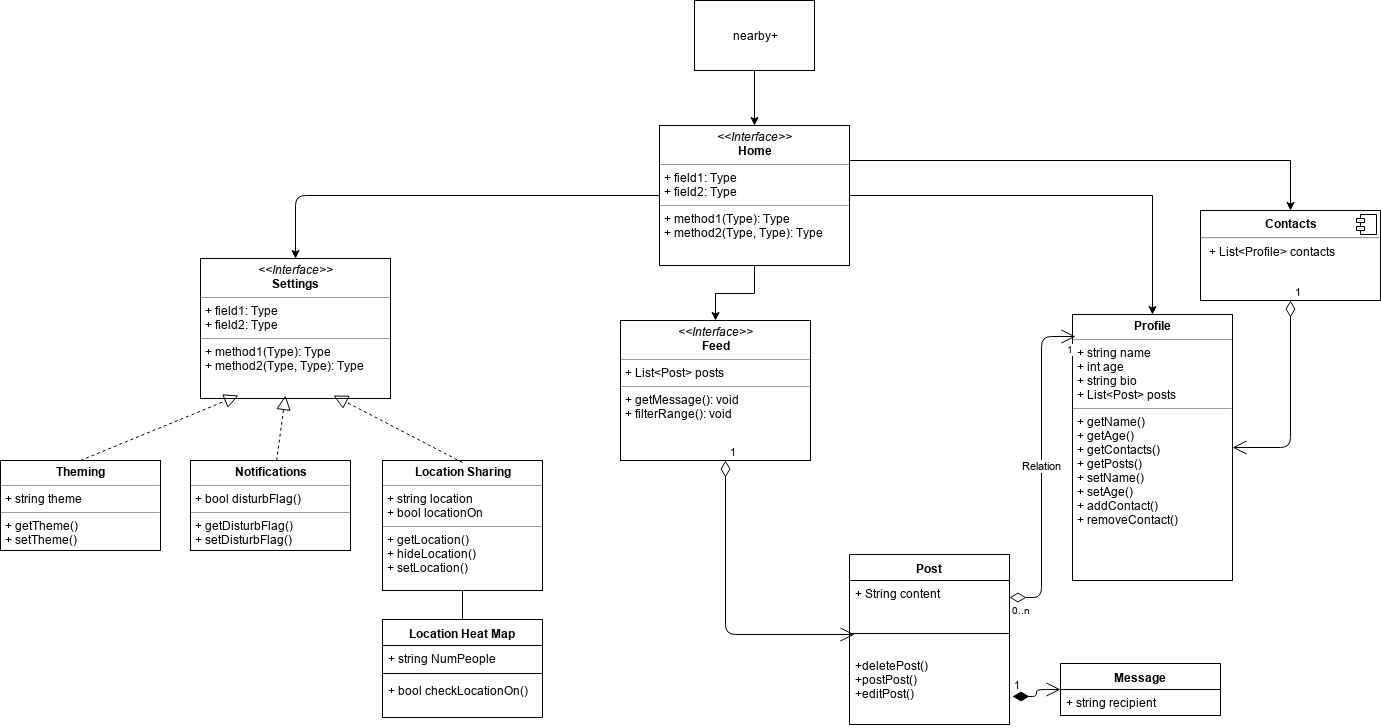 nearby+
<<Interface>>
Home
+ field1: Type
+ field2: Type
+ method1(Type): Type
+ method2(Type, Type): Type
Contacts
+ List<Profile> contacts
1
<<Interface>>
Settings
+ field1: Type
+ field2: Type
+ method1(Type): Type
+ method2(Type, Type): Type
<<Interface>>
Feed
+ List<Post> posts
+ getMessage(): void
+ filterRange(): void
1
Profile
1
+ string name
+ int age
+ string bio
+ List<Post> posts
+ getName()
+ getAge()
+ getContacts()
+ getPosts()
+ setName()
+ setAge()
+ addContact()
+ removeContact()
Relation
Theming
+ string theme
+ getTheme()
+ setTheme()
Notifications
+ bool disturbFlag()
+ getDisturbFlag()
+ setDisturbFlag()
Location Sharing
+ string location
+ bool locationOn
+ getLocation()
+ hideLocation()
+ setLocation()
Location Heat Map
+ string NumPeople
+ bool checkLocationOn()
Post
+ String content
0..n
+deletePost()
+postPost()
+editPost()
1
Message
+ string recipient